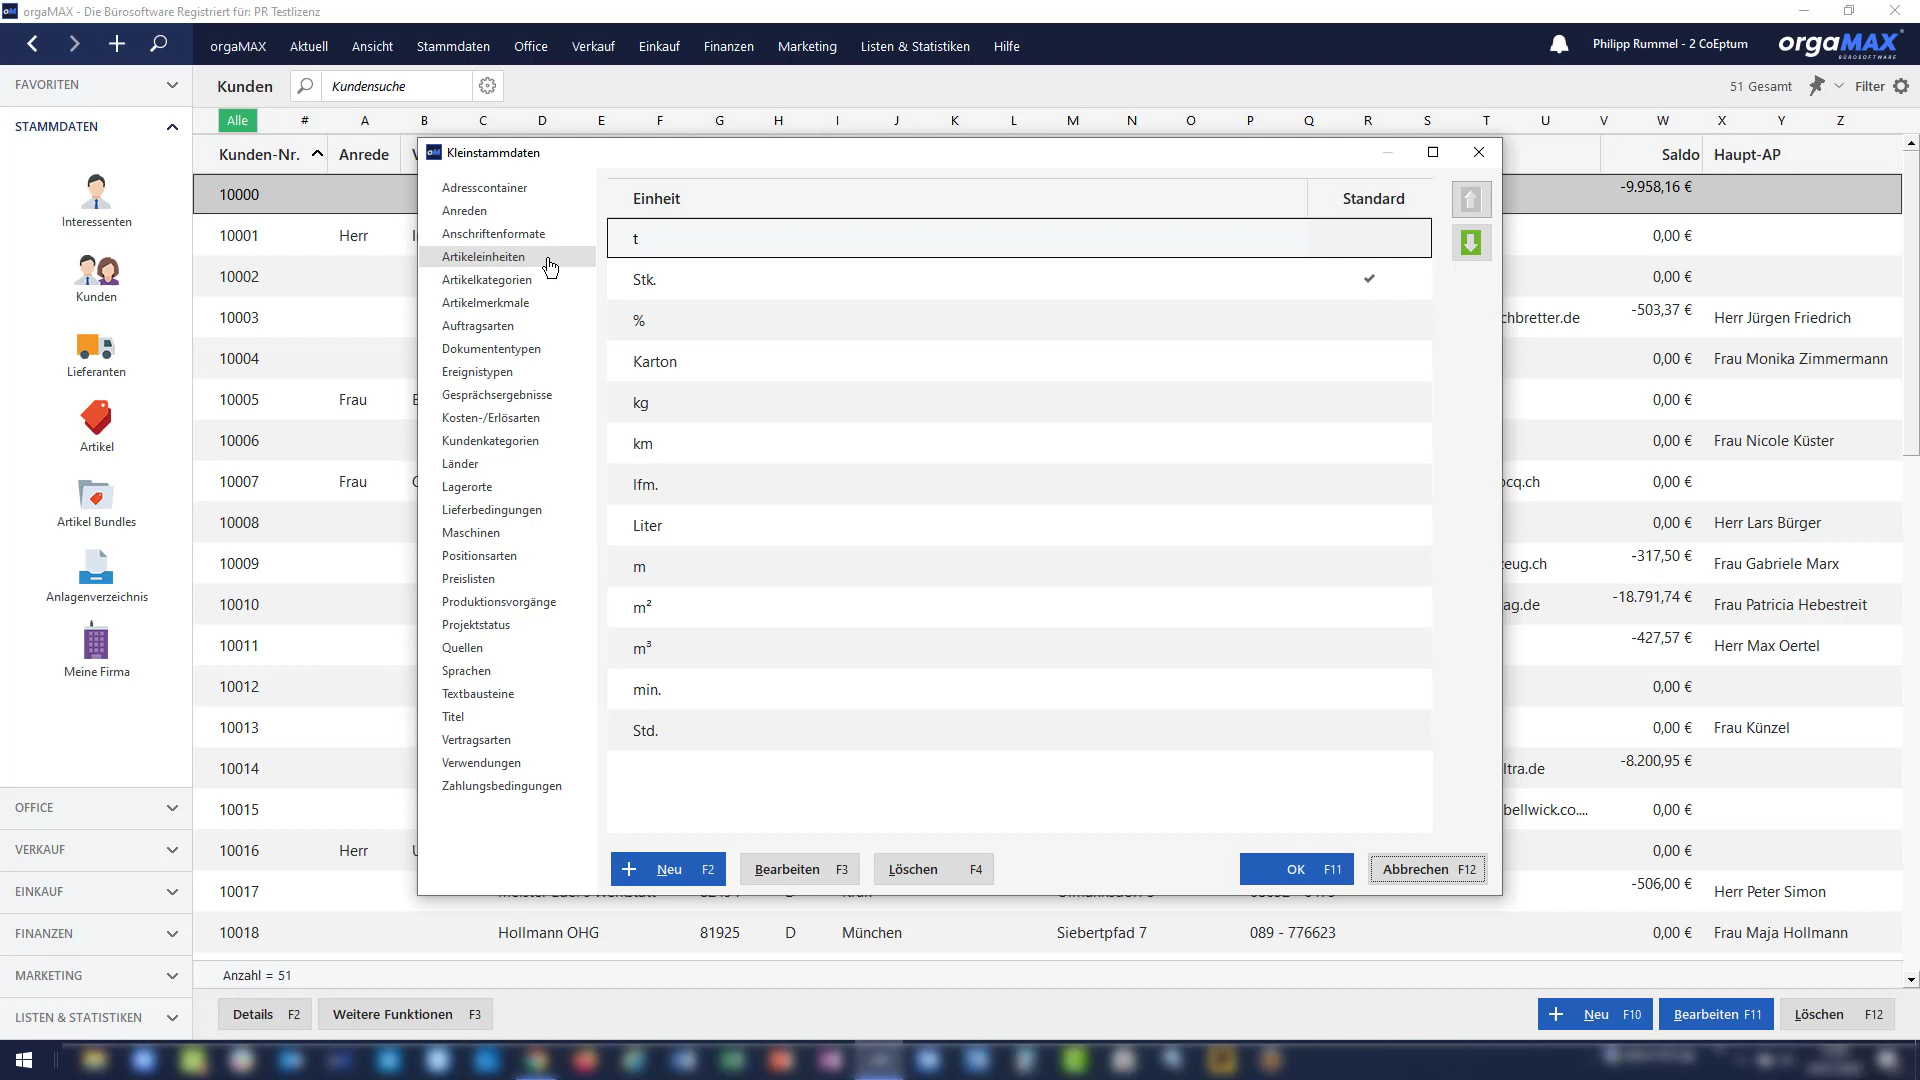 orgaMAX - Die Bürosoftware Registriert für: PR Testlizenz
orgaMAX Aktuell Ansicht Stammdaten Office Verkauf Einkauf Finanzen Marketing Listen & Statistiken Hilfe
Philipp Rummel - 2 CoEptum
orgaMAX
BÜROSOFTWARE
FAVORITEN
STAMMDATEN
Interessenten
Kunden
Lieferanten
Artikel
Artikel Bundles
Anlagenverzeichnis
Meine Firma
OFFICE
VERKAUF
EINKAUF
FINANZEN
MARKETING
LISTEN & STATISTIKEN
Kunden Kundensuche 51 Gesamt Filter
Alle # A B C D E F G H I J K L M N O P Q R S T U V W X Y Z
Kunden-Nr. Anrede Saldo Haupt-AP
10000 -9.958,16 €
10001 Herr 0,00 €
10002 0,00 €
10003 chbretter.de -503,37 € Herr Jürgen Friedrich
10004 0,00 € Frau Monika Zimmermann
10005 Frau 0,00 €
10006 0,00 € Frau Nicole Küster
10007 Frau ocq.ch 0,00 €
10008 0,00 € Herr Lars Bürger
10009 zeug.ch -317,50 € Frau Gabriele Marx
10010 ag.de -18.791,74 € Frau Patricia Hebestreit
10011 -427,57 € Herr Max Oertel
10012 0,00 €
10013 0,00 € Frau Künzel
10014 ltra.de -8.200,95 €
10015 bellwick.co.... 0,00 €
10016 Herr 0,00 €
10017 -506,00 € Herr Peter Simon
10018 Hollmann OHG 81925 D München Siebertpfad 7 089 - 776623 0,00 € Frau Maja Hollmann
Anzahl = 51
Details F2 Weitere Funktionen F3 Neu F10 Bearbeiten F11 Löschen F12
Kleinstammdaten
Adresscontainer
Anreden
Anschriftenformate
Artikeleinheiten
Artikelkategorien
Artikelmerkmale
Auftragsarten
Dokumententypen
Ereignistypen
Gesprächsergebnisse
Kosten-/Erlösarten
Kundenkategorien
Länder
Lagerorte
Lieferbedingungen
Maschinen
Positionsarten
Preislisten
Produktionsvorgänge
Projektstatus
Quellen
Sprachen
Textbausteine
Titel
Vertragsarten
Verwendungen
Zahlungsbedingungen
Einheit Standard
t
Stk.
%
Karton
kg
km
lfm.
Liter
m
m²
m³
min.
Std.
Neu F2 Bearbeiten F3 Löschen F4 OK F11 Abbrechen F12